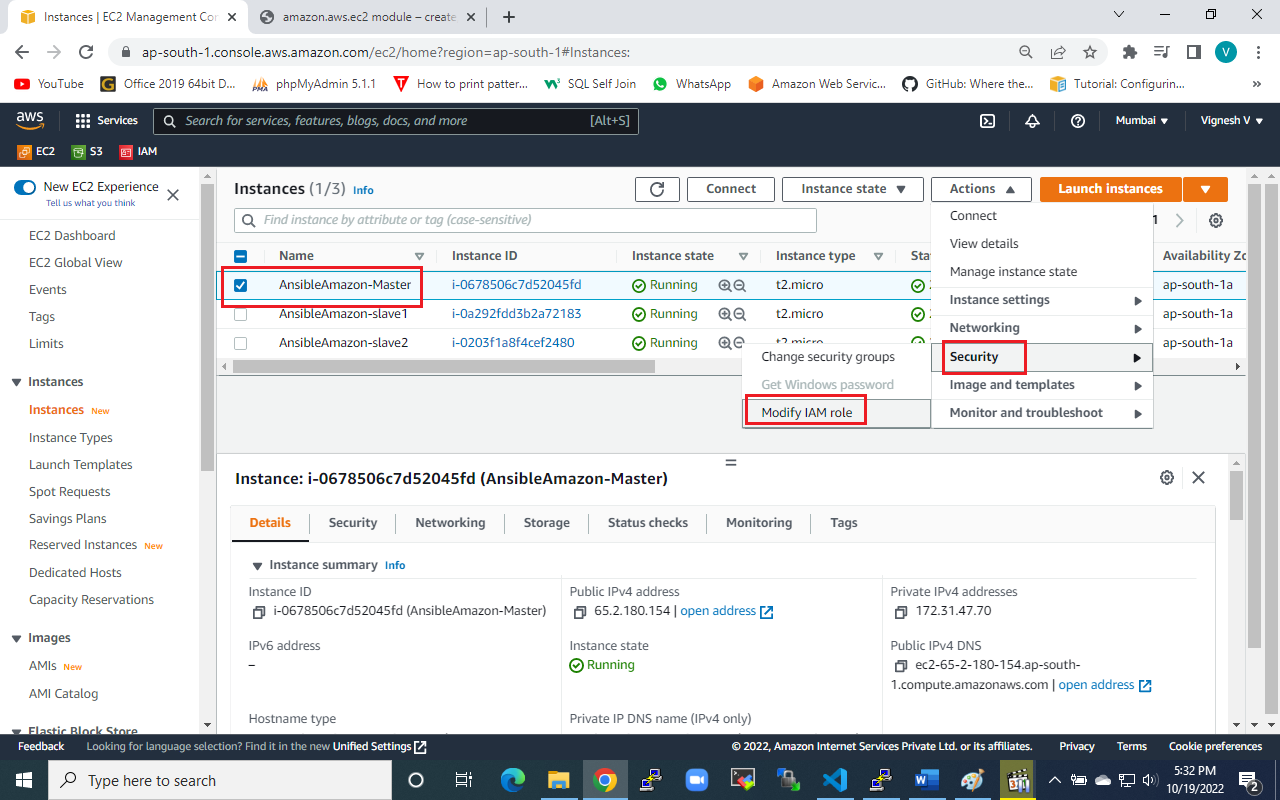 Instances | EC2 Management Con
amazon.aws.ec2 module – create
ap-south-1.console.aws.amazon.com/ec2/home?region=ap-south-1#Instances:
V
YouTube
Office 2019 64bit D...
phpMyAdmin 5.1.1
How to print patter...
SQL Self Join
WhatsApp
Amazon Web Servic...
GitHub: Where the...
Tutorial: Configurin...
»
aws
Services
Search for services, features, blogs, docs, and more
[Alt+S]
Mumbai
Vignesh V
EC2
S3
IAM
New EC2 Experience
Tell us what you think
EC2 Dashboard
EC2 Global View
Events
Tags
Limits
Instances
Instances New
Instance Types
Launch Templates
Spot Requests
Savings Plans
Reserved Instances New
Dedicated Hosts
Capacity Reservations
Images
AMIs New
AMI Catalog
Elastic Block Store
Instances (1/3) Info
Connect
Instance state
Actions
Launch instances
Find instance by attribute or tag (case-sensitive)
1
Name
Instance ID
Instance state
Instance type
Stat
Availability Zo
AnsibleAmazon-Master i-0678506c7d52045fd Running t2.micro ap-south-1a
AnsibleAmazon-slave1 i-0a292fdd3b2a72183 Running t2.micro ap-south-1a
AnsibleAmazon-slave2 i-0203f1a8f4cef2480 Running t2.micro ap-south-1a
Connect
View details
Manage instance state
Instance settings
Networking
Security
Image and templates
Monitor and troubleshoot
Change security groups
Get Windows password
Modify IAM role
Instance: i-0678506c7d52045fd (AnsibleAmazon-Master)
Details
Security
Networking
Storage
Status checks
Monitoring
Tags
Instance summary Info
Instance ID
i-0678506c7d52045fd (AnsibleAmazon-Master)
Public IPv4 address
65.2.180.154 | open address
Private IPv4 addresses
172.31.47.70
IPv6 address
–
Instance state
Running
Public IPv4 DNS
ec2-65-2-180-154.ap-south-
1.compute.amazonaws.com | open address
Hostname type
Private IP DNS name (IPv4 only)
Feedback
Looking for language selection? Find it in the new Unified Settings
© 2022, Amazon Internet Services Private Ltd. or its affiliates.
Privacy
Terms
Cookie preferences
Type here to search
5:32 PM
10/19/2022
2